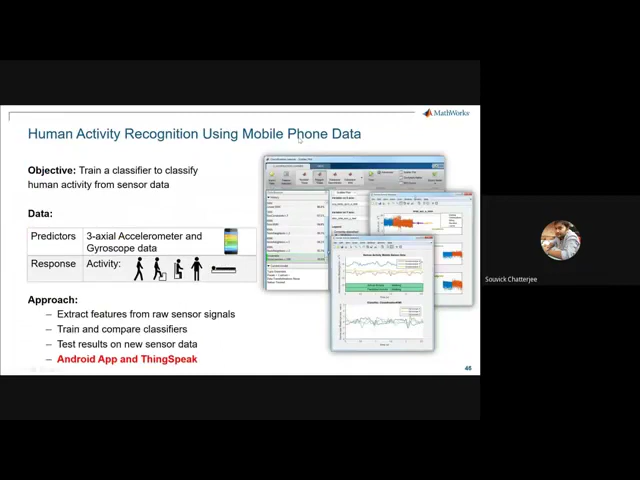 MathWorks
Human Activity Recognition Using Mobile Phone Data
Objective: Train a classifier to classify
human activity from sensor data
Data:
Predictors 3-axial Accelerometer and
Gyroscope data
Response Activity:
Approach:
– Extract features from raw sensor signals
– Train and compare classifiers
– Test results on new sensor data
– Android App and ThingSpeak
46
Souvick Chatterjee